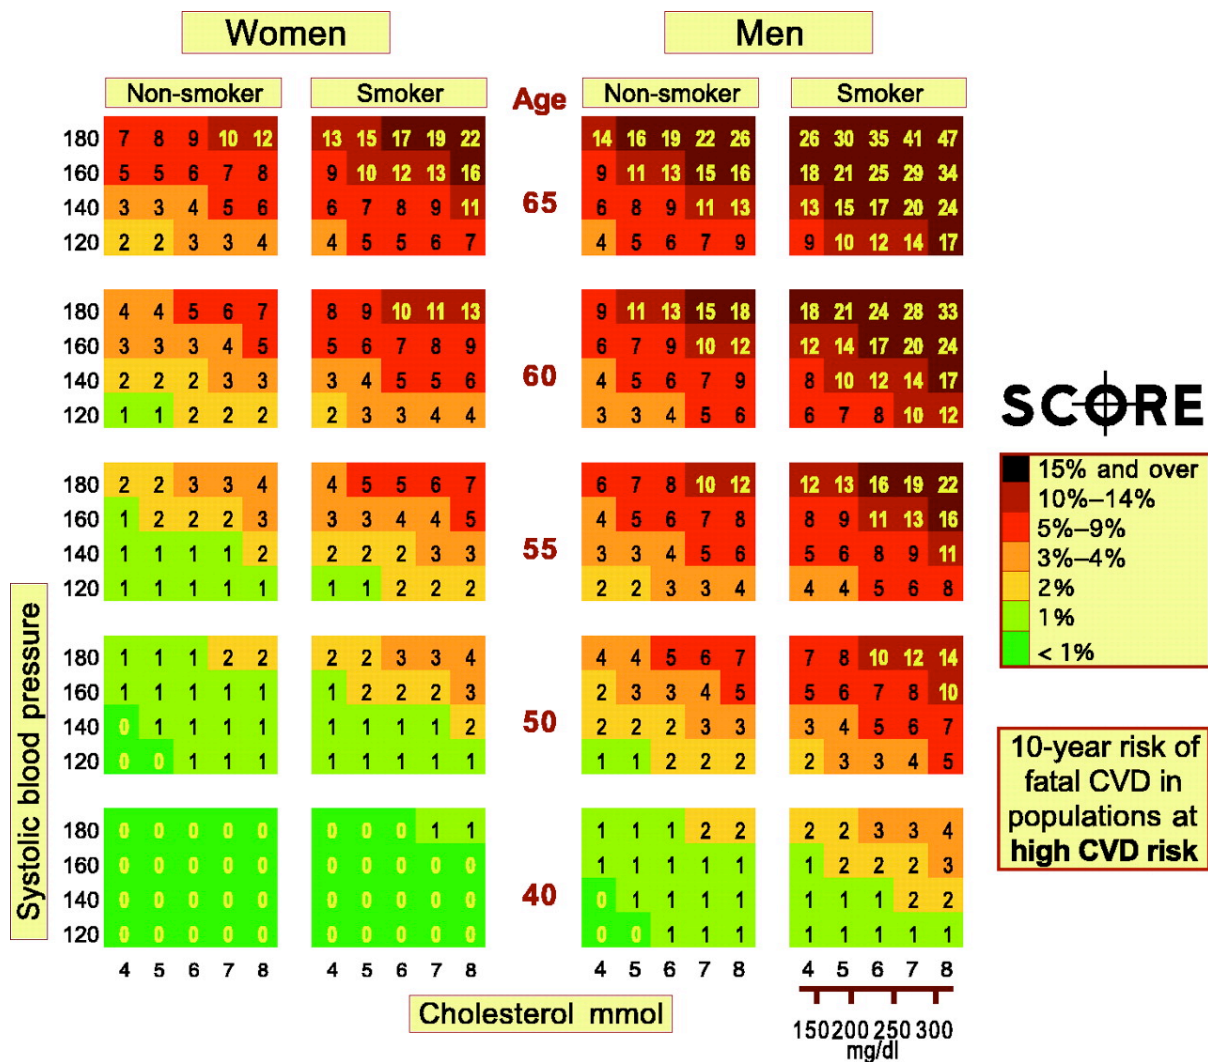 Women Men
Non-smoker Smoker Age Non-smoker Smoker
180 7 8 9 10 12 13 15 17 19 22 14 16 19 22 26 26 30 35 41 47
160 5 5 6 7 8 9 10 12 13 16 9 11 13 15 16 18 21 25 29 34
65
140 3 3 4 5 6 6 7 8 9 11 6 8 9 11 13 13 15 17 20 24
120 2 2 3 3 4 4 5 5 6 7 4 5 6 7 9 9 10 12 14 17
180 4 4 5 6 7 8 9 10 11 13 9 11 13 15 18 18 21 24 28 33
160 3 3 3 4 5 5 6 7 8 9 6 7 9 10 12 12 14 17 20 24
60
140 2 2 2 3 3 3 4 5 5 6 4 5 6 7 9 8 10 12 14 17
120 1 1 2 2 2 2 3 3 4 4 3 3 4 5 6 6 7 8 10 12
180 2 2 3 3 4 4 5 5 6 7 6 7 8 10 12 12 13 16 19 22
160 1 2 2 2 3 3 3 4 4 5 4 5 6 7 8 8 9 11 13 16
55
140 1 1 1 1 2 2 2 2 3 3 3 3 4 5 6 5 6 8 9 11
120 1 1 1 1 1 1 1 2 2 2 2 2 3 3 4 4 4 5 6 8
180 1 1 1 2 2 2 2 3 3 4 4 4 5 6 7 7 8 10 12 14
160 1 1 1 1 1 1 2 2 2 3 2 3 3 4 5 5 6 7 8 10
50
140 0 1 1 1 1 1 1 1 1 2 2 2 2 3 3 3 4 5 6 7
120 0 0 1 1 1 1 1 1 1 1 1 1 2 2 2 2 3 3 4 5
180 0 0 0 0 0 0 0 0 1 1 1 1 1 2 2 2 2 3 3 4
160 0 0 0 0 0 0 0 0 0 0 1 1 1 1 1 1 2 2 2 3
40
140 0 0 0 0 0 0 0 0 0 0 0 1 1 1 1 1 1 1 2 2
120 0 0 0 0 0 0 0 0 0 0 0 0 1 1 1 1 1 1 1 1
4 5 6 7 8 4 5 6 7 8 4 5 6 7 8 4 5 6 7 8
Systolic blood pressure
Cholesterol mmol
150 200 250 300
mg/dl
SCORE
15% and over
10%–14%
5%–9%
3%–4%
2%
1%
< 1%
10-year risk of
fatal CVD in
populations at
high CVD risk